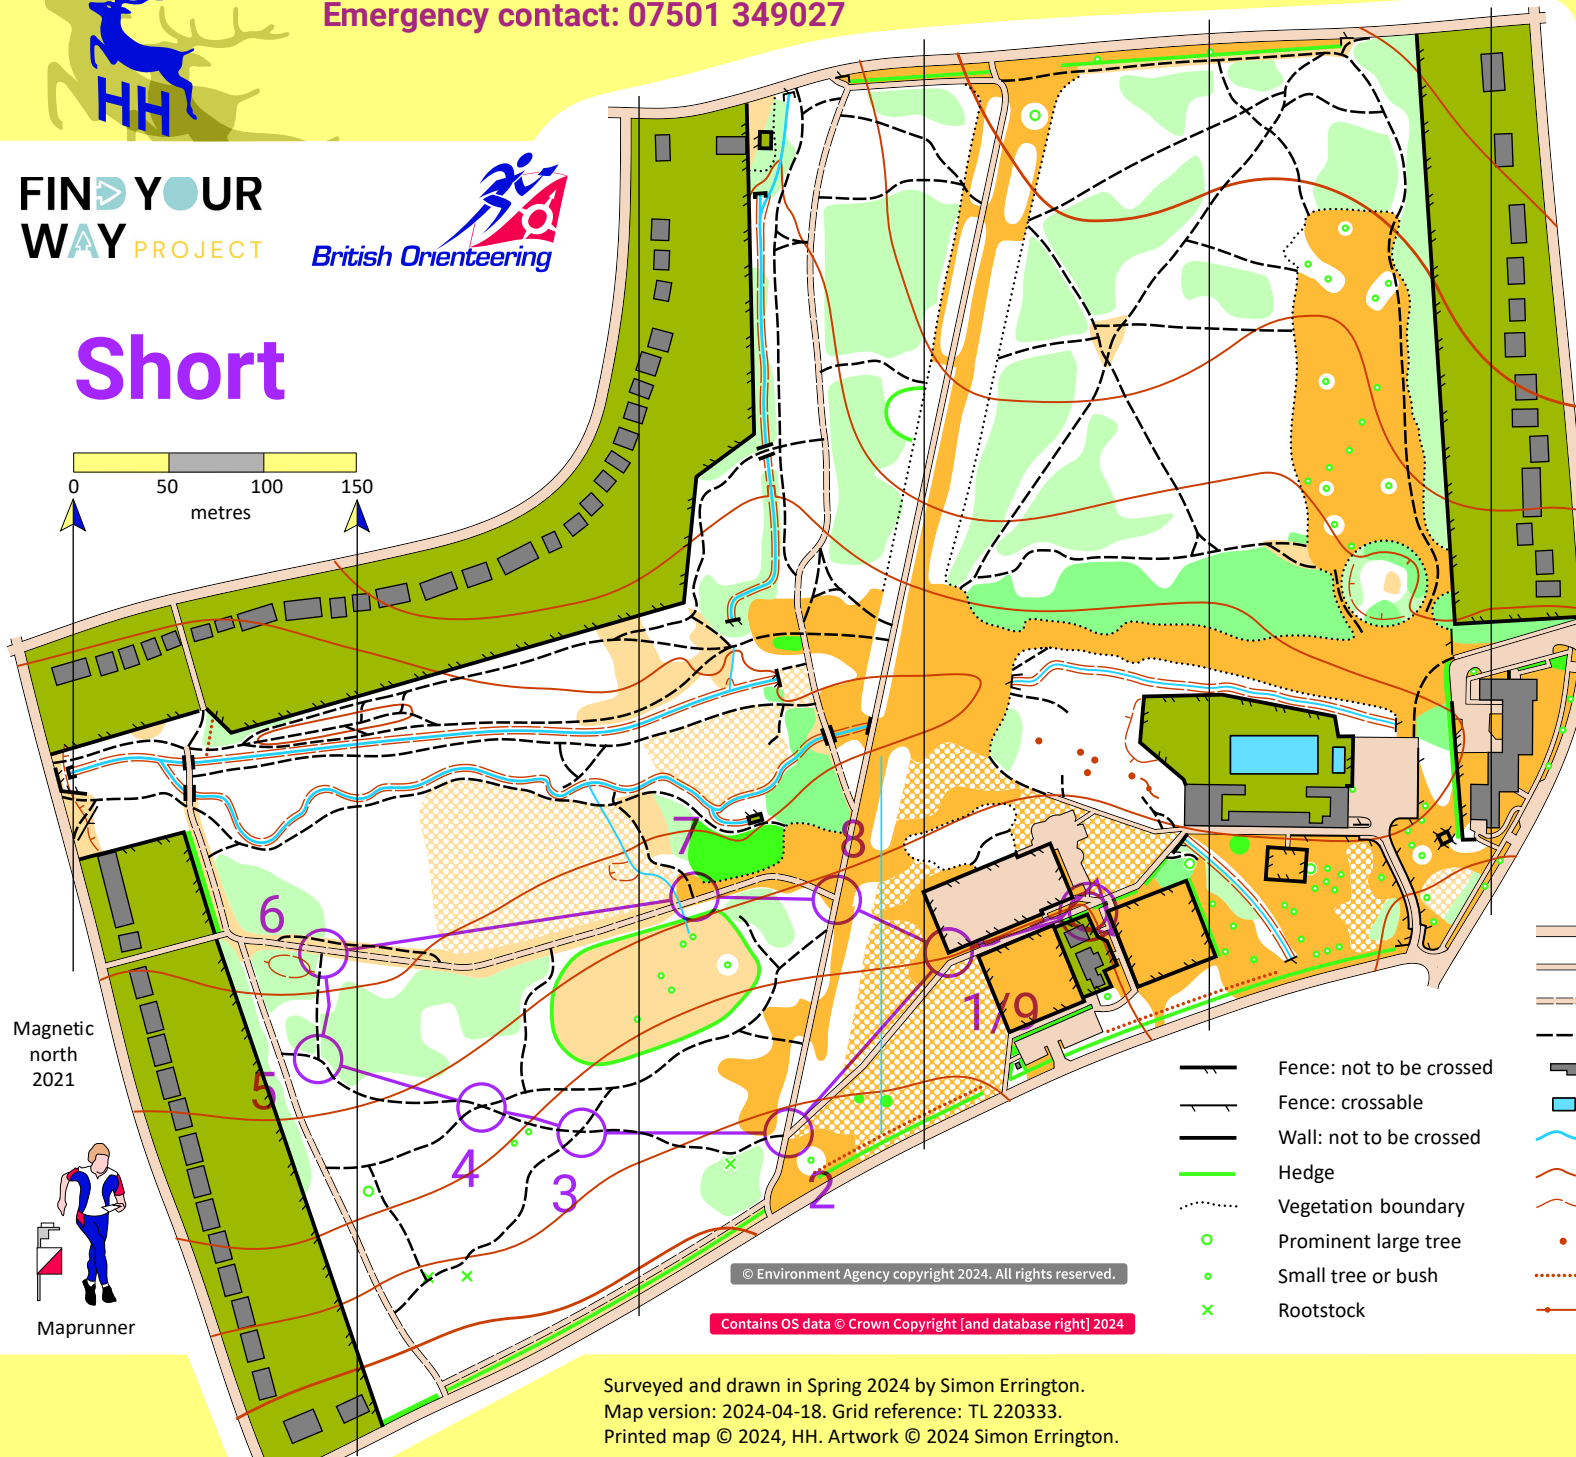 Emergency contact: 07501 349027
HH
FIND YOUR
WAY PROJECT
British Orienteering
Short
0 50 100 150
metres
7
8
6
1/9
5
4
3
2
Magnetic
north
2021
Maprunner
Fence: not to be crossed
Fence: crossable
Wall: not to be crossed
Hedge
Vegetation boundary
Prominent large tree
Small tree or bush
Rootstock
© Environment Agency copyright 2024. All rights reserved.
Contains OS data © Crown Copyright [and database right] 2024
Surveyed and drawn in Spring 2024 by Simon Errington.
Map version: 2024-04-18. Grid reference: TL 220333.
Printed map © 2024, HH. Artwork © 2024 Simon Errington.